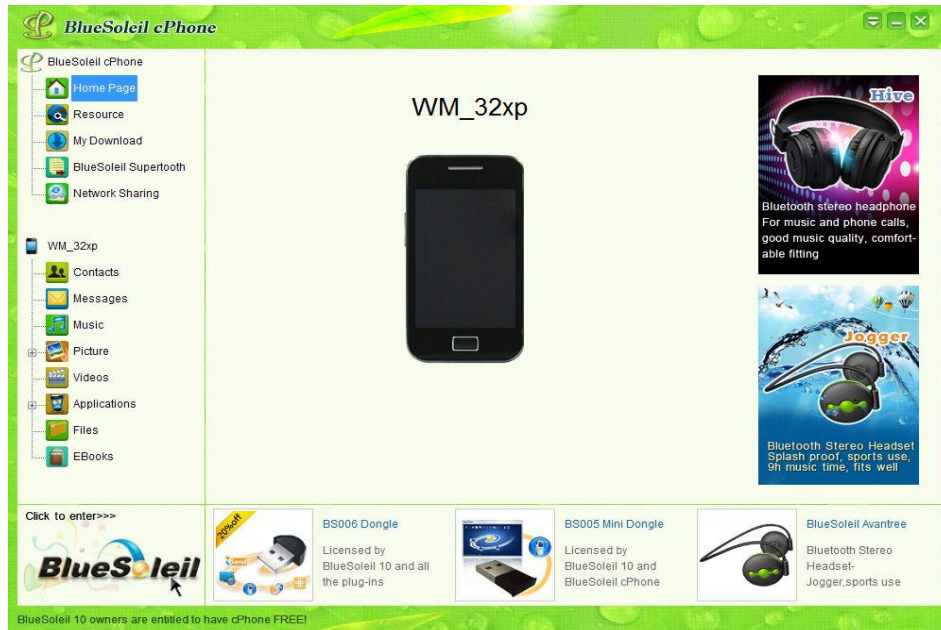 BlueSoleil cPhone
BlueSoleil cPhone
Home Page
Resource
My Download
BlueSoleil Supertooth
Network Sharing
WM_32xp
Contacts
Messages
Music
Picture
Videos
Applications
Files
EBooks
WM_32xp
Hive
Bluetooth stereo headphone
For music and phone calls,
good music quality, comfort-
able fitting
Jogger
Bluetooth Stereo Headset
Splash proof, sports use,
9h music time, fits well
Click to enter>>>
BlueSoleil
20%off
Send
BS006 Dongle
Licensed by
BlueSoleil 10 and all
the plug-ins
BS005 Mini Dongle
Licensed by
BlueSoleil 10 and
BlueSoleil cPhone
BlueSoleil Avantree
Bluetooth Stereo
Headset-
Jogger,sports use
BlueSoleil 10 owners are entitled to have cPhone FREE!